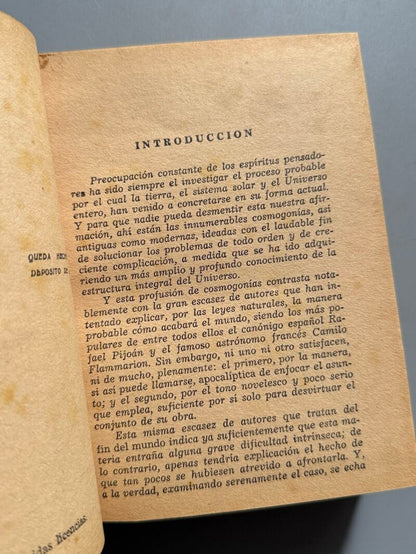 QUEDA HECH
DEPOSITO E
idas licencias
INTRODUCCION
Preocupación constante de los espíritus pensado-
res ha sido siempre el investigar el proceso probable
por el cual la tierra, el sistema solar y el Universo
entero, han venido a concretarse en su forma actual.
Y para que nadie pueda desmentir esta nuestra afir-
mación, ahí están las innumerables cosmogonías, así
antiguas como modernas, ideadas con el laudable fin
de solucionar los problemas de todo orden y de cre-
ciente complicación, a medida que se ha ido adqui-
riendo un más amplio y profundo conocimiento de la
estructura integral del Universo.
Y esta profusión de cosmogonías contrasta nota-
blemente con la gran escasez de autores que han in-
tentado explicar, por las leyes naturales, la manera
probable cómo acabará el mundo, siendo los más po-
pulares de entre todos ellos el canónigo español Ra-
fael Pijoán y el famoso astrónomo francés Camilo
Flammarion. Sin embargo, ni uno ni otro satisfacen,
ni de mucho, plenamente: el primero, por la manera,
si así puede llamarse, apocalíptica de enfocar el asun-
to; y el segundo, por el tono novelesco y poco serio
que emplea, suficiente por si solo para desvirtuar el
conjunto de su obra.
Esta misma escasez de autores que tratan del
fin del mundo indica ya suficientemente que esta ma-
teria entraña alguna grave dificultad intrínseca; de
lo contrario, apenas tendría explicación el hecho de
que tan pocos se hubiesen atrevido a afrontarla. Y,
a la verdad, examinando serenamente el caso, se echa